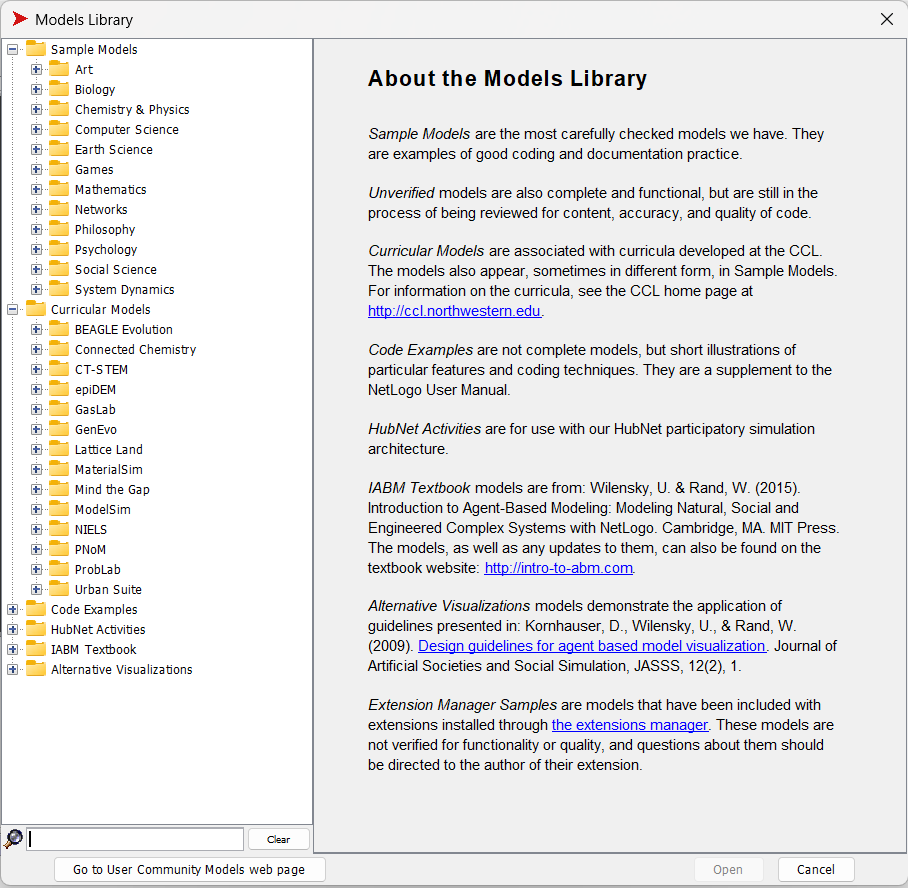 Models Library
Sample Models
Art
Biology
Chemistry & Physics
Computer Science
Earth Science
Games
Mathematics
Networks
Philosophy
Psychology
Social Science
System Dynamics
Curricular Models
BEAGLE Evolution
Connected Chemistry
CT-STEM
epiDEM
GasLab
GenEvo
Lattice Land
MaterialSim
Mind the Gap
ModelSim
NIELS
PNoM
ProbLab
Urban Suite
Code Examples
HubNet Activities
IABM Textbook
Alternative Visualizations
Clear
About the Models Library
Sample Models are the most carefully checked models we have. They
are examples of good coding and documentation practice.
Unverified models are also complete and functional, but are still in the
process of being reviewed for content, accuracy, and quality of code.
Curricular Models are associated with curricula developed at the CCL.
The models also appear, sometimes in different form, in Sample Models.
For information on the curricula, see the CCL home page at
http://ccl.northwestern.edu.
Code Examples are not complete models, but short illustrations of
particular features and coding techniques. They are a supplement to the
NetLogo User Manual.
HubNet Activities are for use with our HubNet participatory simulation
architecture.
IABM Textbook models are from: Wilensky, U. & Rand, W. (2015).
Introduction to Agent-Based Modeling: Modeling Natural, Social and
Engineered Complex Systems with NetLogo. Cambridge, MA. MIT Press.
The models, as well as any updates to them, can also be found on the
textbook website: http://intro-to-abm.com.
Alternative Visualizations models demonstrate the application of
guidelines presented in: Kornhauser, D., Wilensky, U., & Rand, W.
(2009). Design guidelines for agent based model visualization. Journal of
Artificial Societies and Social Simulation, JASSS, 12(2), 1.
Extension Manager Samples are models that have been included with
extensions installed through the extensions manager. These models are
not verified for functionality or quality, and questions about them should
be directed to the author of their extension.
Go to User Community Models web page
Open
Cancel